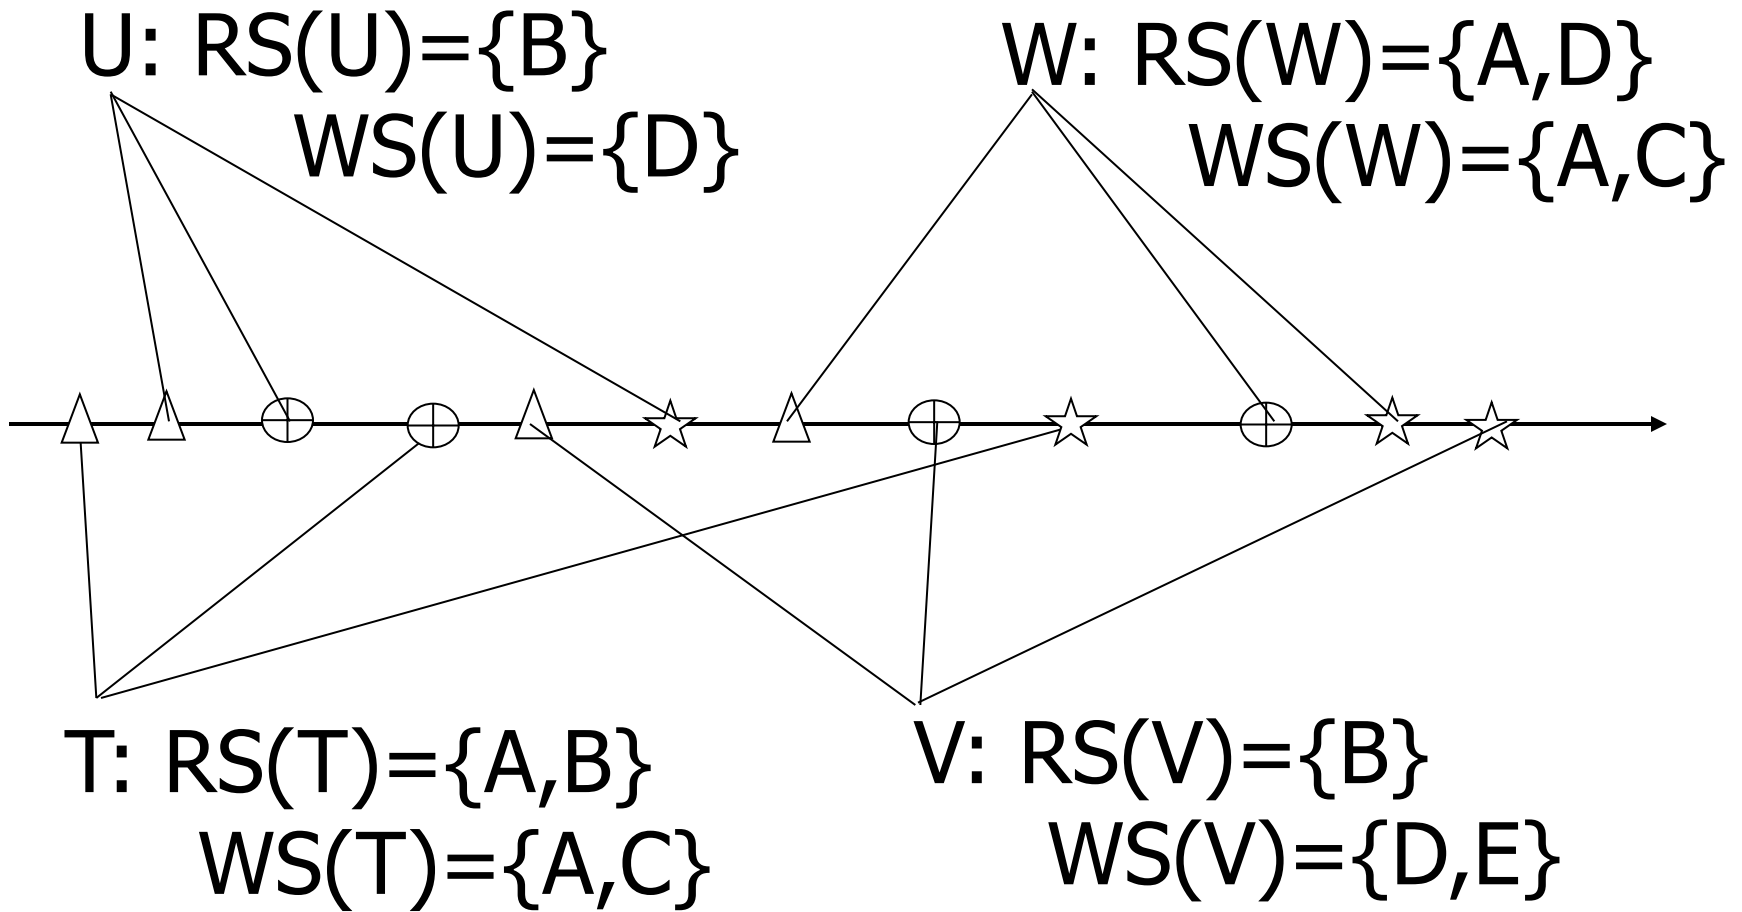 U: RS(U)={B}
WS(U)={D}
W: RS(W)={A,D}
WS(W)={A,C}
T: RS(T)={A,B}
WS(T)={A,C}
V: RS(V)={B}
WS(V)={D,E}